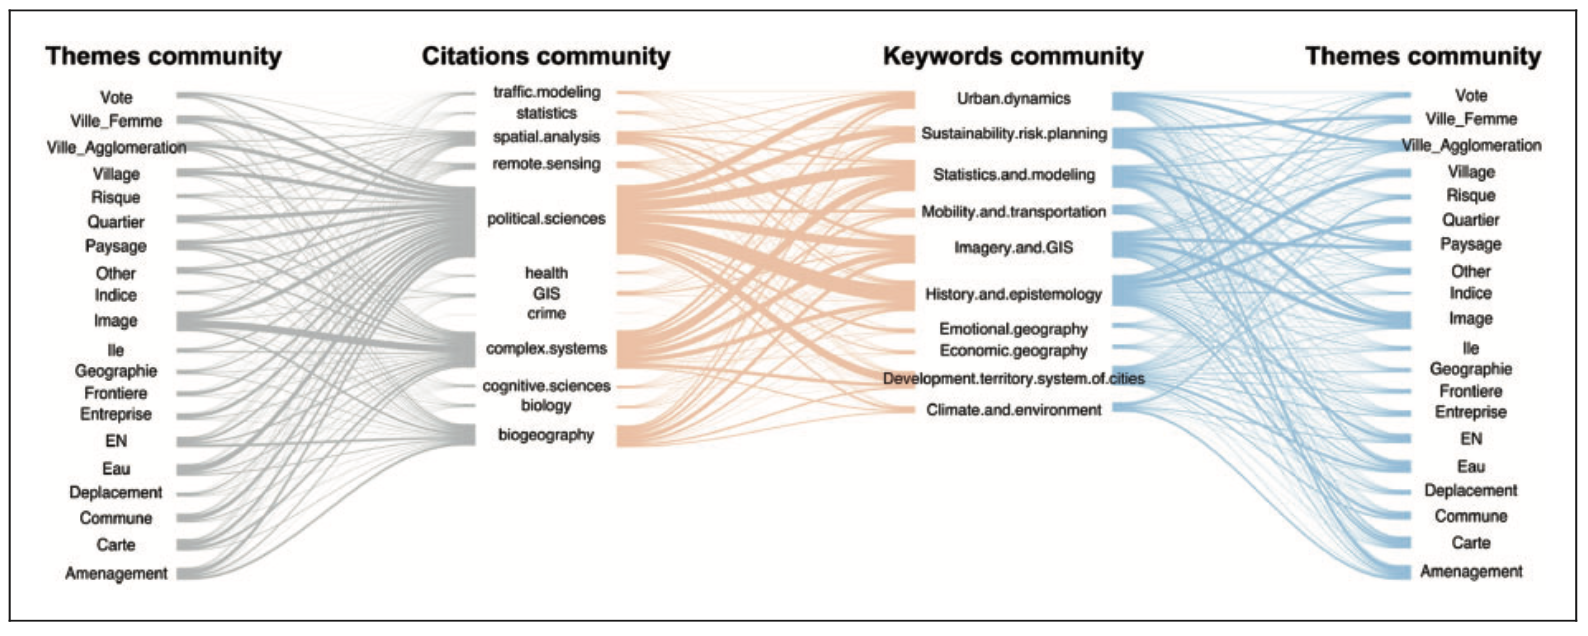 Themes community
Citations community
Keywords community
Themes community
Vote
Ville_Femme
Ville_Agglomeration
Village
Risque
Quartier
Paysage
Other
Indice
Image
Ile
Geographie
Frontiere
Entreprise
EN
Eau
Deplacement
Commune
Carte
Amenagement
traffic.modeling
statistics
spatial.analysis
remote.sensing
political.sciences
health
GIS
crime
complex.systems
cognitive.sciences
biology
biogeography
Urban.dynamics
Sustainability.risk.planning
Statistics.and.modeling
Mobility.and.transportation
Imagery.and.GIS
History.and.epistemology
Emotional.geography
Economic.geography
Development.territory.system.of.cities
Climate.and.environment
Vote
Ville_Femme
Ville_Agglomeration
Village
Risque
Quartier
Paysage
Other
Indice
Image
Ile
Geographie
Frontiere
Entreprise
EN
Eau
Deplacement
Commune
Carte
Amenagement